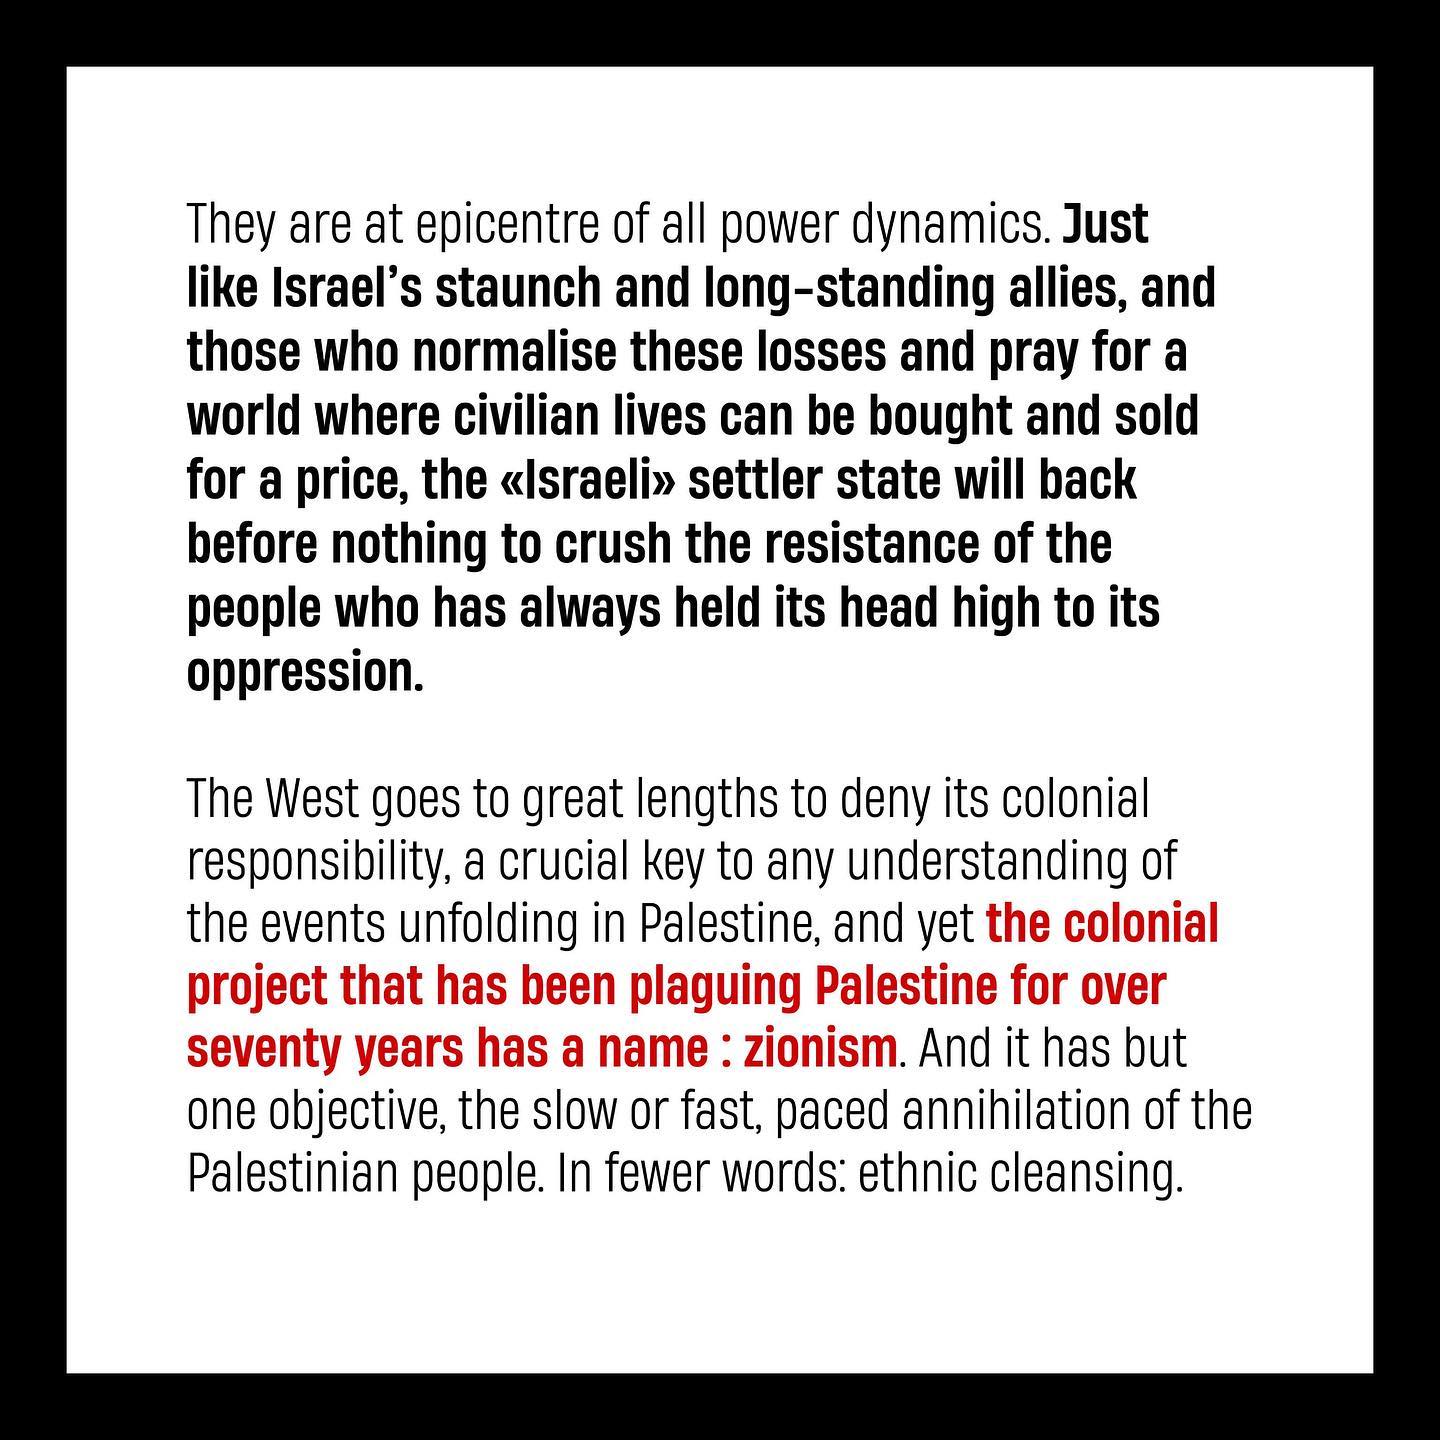 They are at epicentre of all power dynamics. Just
like Israel’s staunch and long-standing allies, and
those who normalise these losses and pray for a
world where civilian lives can be bought and sold
for a price, the «Israeli» settler state will back
before nothing to crush the resistance of the
people who has always held its head high to its
oppression.
The West goes to great lengths to deny its colonial
responsibility, a crucial key to any understanding of
the events unfolding in Palestine, and yet the colonial
project that has been plaguing Palestine for over
seventy years has a name : zionism. And it has but
one objective, the slow or fast, paced annihilation of the
Palestinian people. In fewer words: ethnic cleansing.